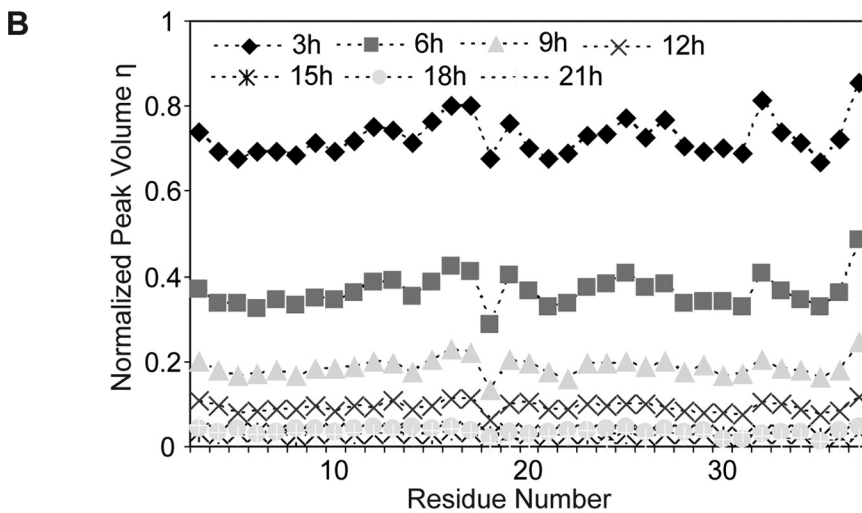 B
Normalized Peak Volume η
1
0.8
0.6
0.4
0.2
0
3h 6h 9h 12h
15h 18h 21h
10 20 30
Residue Number